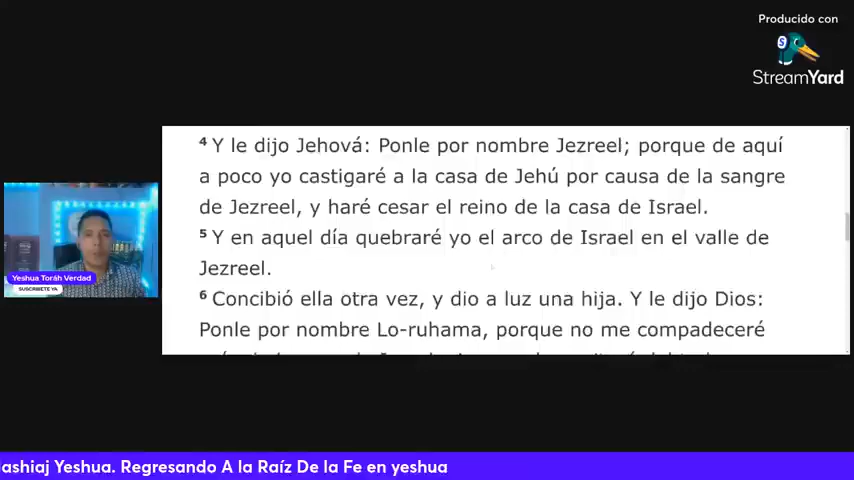 Producido con
StreamYard
4 Y le dijo Jehová: Ponle por nombre Jezreel; porque de aquí
a poco yo castigaré a la casa de Jehú por causa de la sangre
de Jezreel, y haré cesar el reino de la casa de Israel.
5 Y en aquel día quebraré yo el arco de Israel en el valle de
Jezreel.
6 Concibió ella otra vez, y dio a luz una hija. Y le dijo Dios:
Ponle por nombre Lo-ruhama, porque no me compadeceré
Yeshua Toráh Verdad
SUSCRIBETE YA
Yeshua. Regresando A la Raíz De la Fe en yeshua